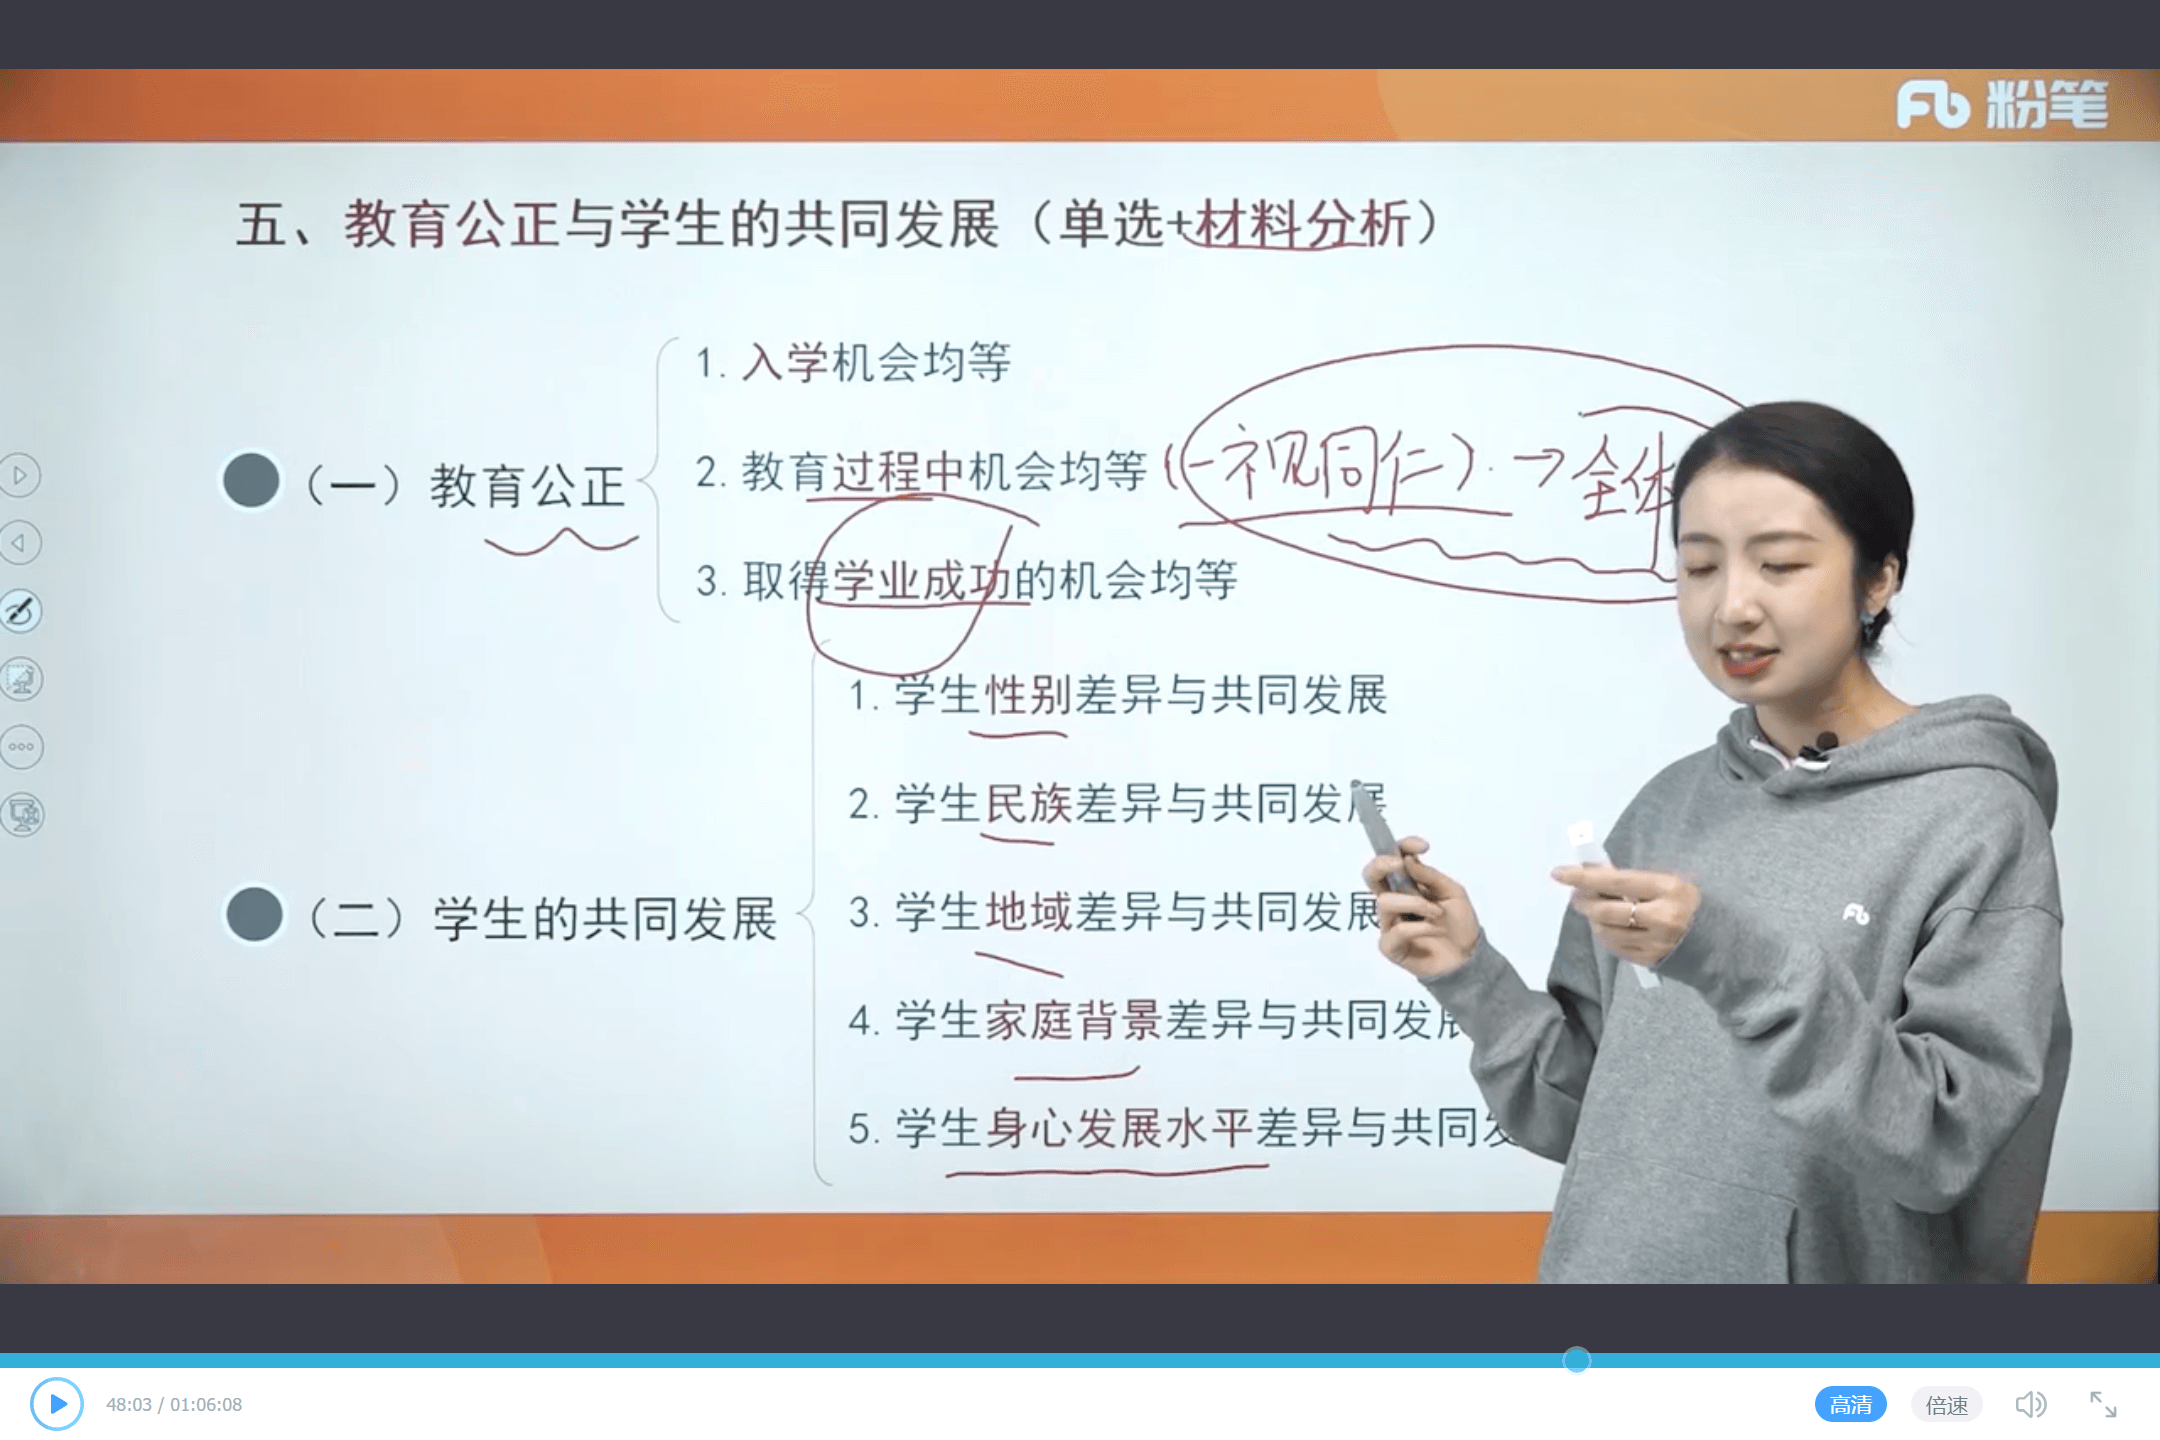 粉笔
五、教育公正与学生的共同发展（单选+材料分析）
（一）教育公正
1. 入学机会均等
2. 教育过程中机会均等（一视同仁）→全体
3. 取得学业成功的机会均等
（二）学生的共同发展
1. 学生性别差异与共同发展
2. 学生民族差异与共同发展
3. 学生地域差异与共同发展
4. 学生家庭背景差异与共同发展
5. 学生身心发展水平差异与共同发
48:03 / 01:06:08
高清
倍速